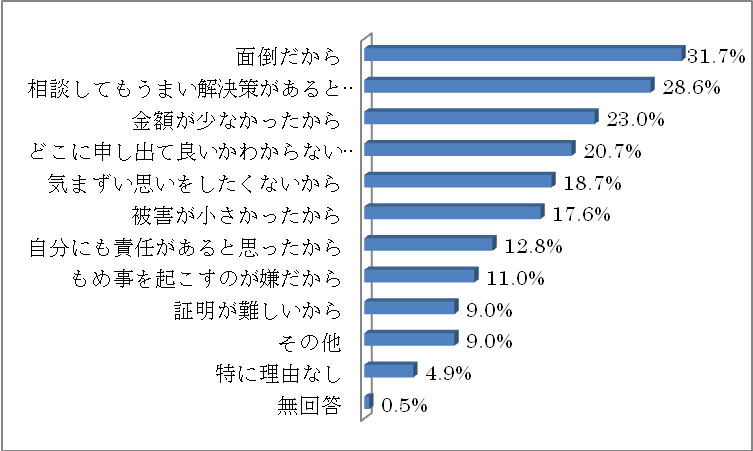 面倒だから 31.7%
相談してもうまい解決策があると‥ 28.6%
金額が少なかったから 23.0%
どこに申し出て良いかわからない‥ 20.7%
気まずい思いをしたくないから 18.7%
被害が小さかったから 17.6%
自分にも責任があると思ったから 12.8%
もめ事を起こすのが嫌だから 11.0%
証明が難しいから 9.0%
その他 9.0%
特に理由なし 4.9%
無回答 0.5%